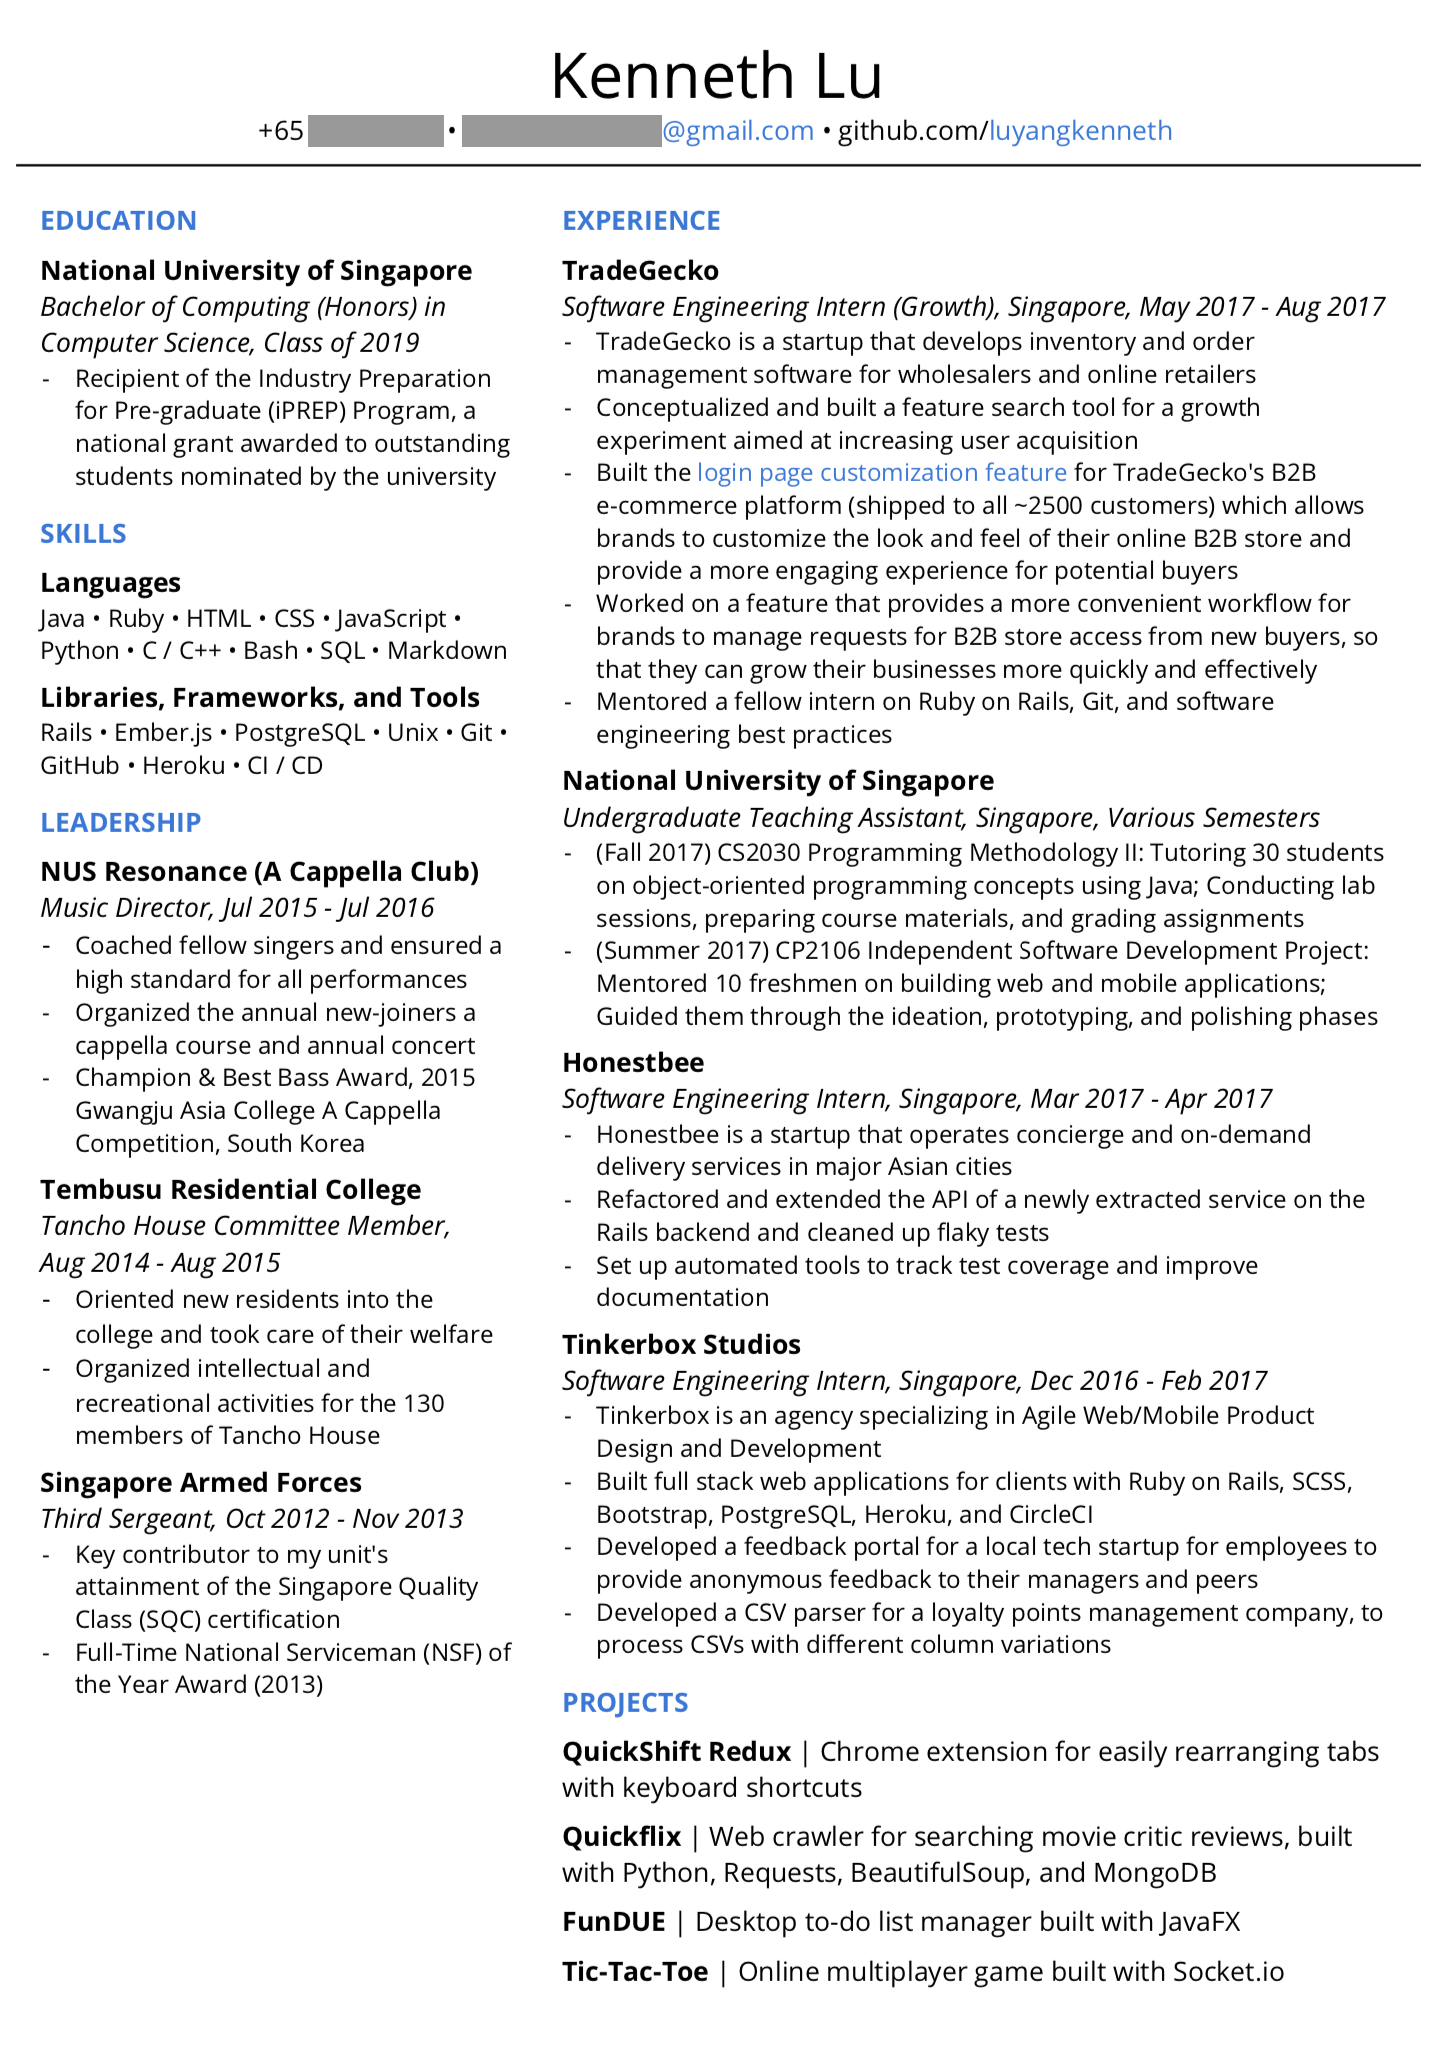 Kenneth Lu
+65 • @gmail.com • github.com/luyangkenneth
EDUCATION
National University of Singapore
Bachelor of Computing (Honors) in
Computer Science, Class of 2019
- Recipient of the Industry Preparation
for Pre-graduate (iPREP) Program, a
national grant awarded to outstanding
students nominated by the university
SKILLS
Languages
Java • Ruby • HTML • CSS • JavaScript •
Python • C / C++ • Bash • SQL • Markdown
Libraries, Frameworks, and Tools
Rails • Ember.js • PostgreSQL • Unix • Git •
GitHub • Heroku • CI / CD
LEADERSHIP
NUS Resonance (A Cappella Club)
Music Director, Jul 2015 - Jul 2016
- Coached fellow singers and ensured a
high standard for all performances
- Organized the annual new-joiners a
cappella course and annual concert
- Champion & Best Bass Award, 2015
Gwangju Asia College A Cappella
Competition, South Korea
Tembusu Residential College
Tancho House Committee Member,
Aug 2014 - Aug 2015
- Oriented new residents into the
college and took care of their welfare
- Organized intellectual and
recreational activities for the 130
members of Tancho House
Singapore Armed Forces
Third Sergeant, Oct 2012 - Nov 2013
- Key contributor to my unit's
attainment of the Singapore Quality
Class (SQC) certification
- Full-Time National Serviceman (NSF) of
the Year Award (2013)
EXPERIENCE
TradeGecko
Software Engineering Intern (Growth), Singapore, May 2017 - Aug 2017
- TradeGecko is a startup that develops inventory and order
management software for wholesalers and online retailers
- Conceptualized and built a feature search tool for a growth
experiment aimed at increasing user acquisition
- Built the login page customization feature for TradeGecko's B2B
e-commerce platform (shipped to all ~2500 customers) which allows
brands to customize the look and feel of their online B2B store and
provide a more engaging experience for potential buyers
- Worked on a feature that provides a more convenient workflow for
brands to manage requests for B2B store access from new buyers, so
that they can grow their businesses more quickly and effectively
- Mentored a fellow intern on Ruby on Rails, Git, and software
engineering best practices
National University of Singapore
Undergraduate Teaching Assistant, Singapore, Various Semesters
- (Fall 2017) CS2030 Programming Methodology II: Tutoring 30 students
on object-oriented programming concepts using Java; Conducting lab
sessions, preparing course materials, and grading assignments
- (Summer 2017) CP2106 Independent Software Development Project:
Mentored 10 freshmen on building web and mobile applications;
Guided them through the ideation, prototyping, and polishing phases
Honestbee
Software Engineering Intern, Singapore, Mar 2017 - Apr 2017
- Honestbee is a startup that operates concierge and on-demand
delivery services in major Asian cities
- Refactored and extended the API of a newly extracted service on the
Rails backend and cleaned up flaky tests
- Set up automated tools to track test coverage and improve
documentation
Tinkerbox Studios
Software Engineering Intern, Singapore, Dec 2016 - Feb 2017
- Tinkerbox is an agency specializing in Agile Web/Mobile Product
Design and Development
- Built full stack web applications for clients with Ruby on Rails, SCSS,
Bootstrap, PostgreSQL, Heroku, and CircleCI
- Developed a feedback portal for a local tech startup for employees to
provide anonymous feedback to their managers and peers
- Developed a CSV parser for a loyalty points management company, to
process CSVs with different column variations
PROJECTS
QuickShift Redux | Chrome extension for easily rearranging tabs
with keyboard shortcuts
Quickflix | Web crawler for searching movie critic reviews, built
with Python, Requests, BeautifulSoup, and MongoDB
FunDUE | Desktop to-do list manager built with JavaFX
Tic-Tac-Toe | Online multiplayer game built with Socket.io